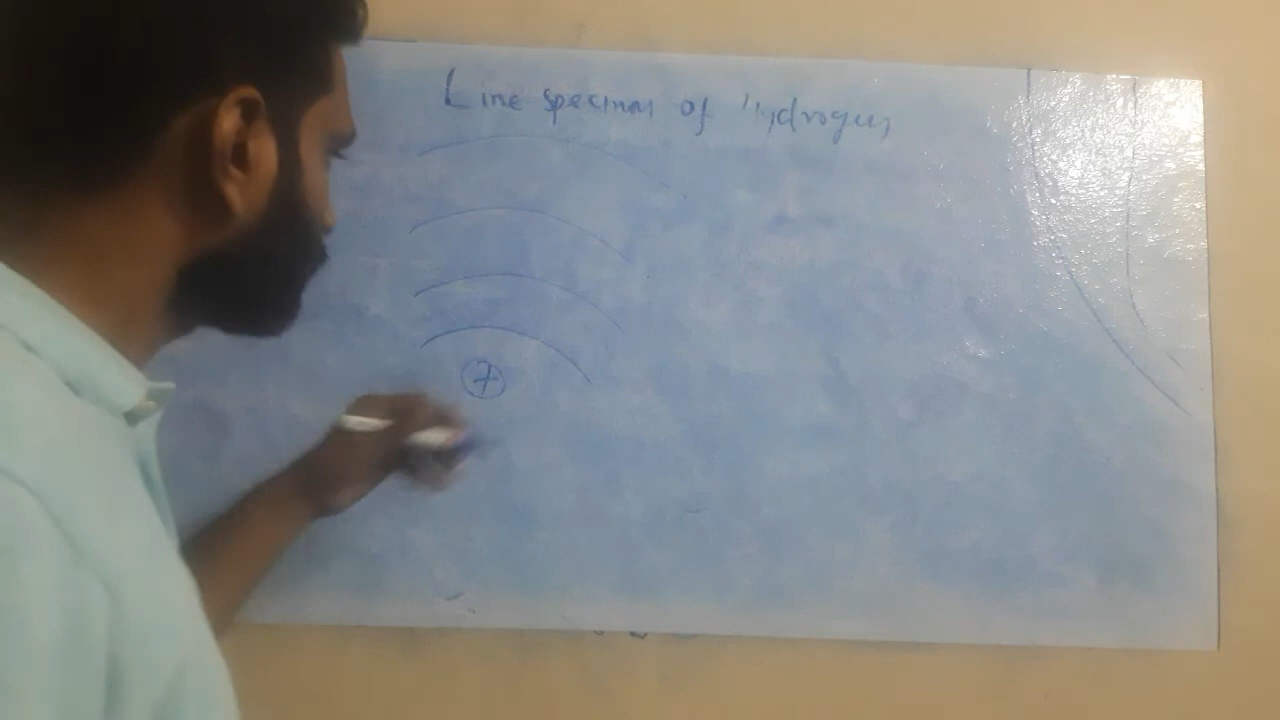 Line spectrum of Hydrogen
+